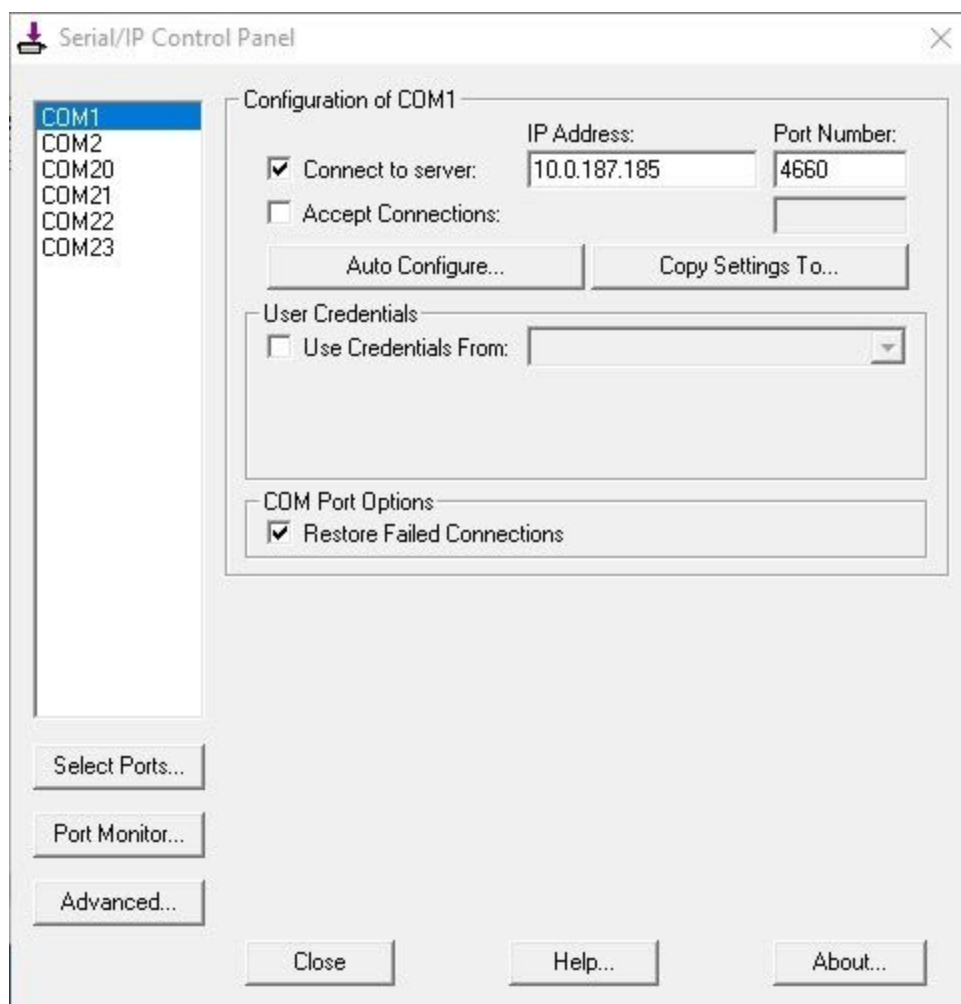 Serial/IP Control Panel
COM1
COM2
COM20
COM21
COM22
COM23
Configuration of COM1
IP Address: Port Number:
Connect to server: 10.0.187.185 4660
Accept Connections:
Auto Configure... Copy Settings To...
User Credentials
Use Credentials From:
COM Port Options
Restore Failed Connections
Select Ports...
Port Monitor...
Advanced...
Close Help... About...